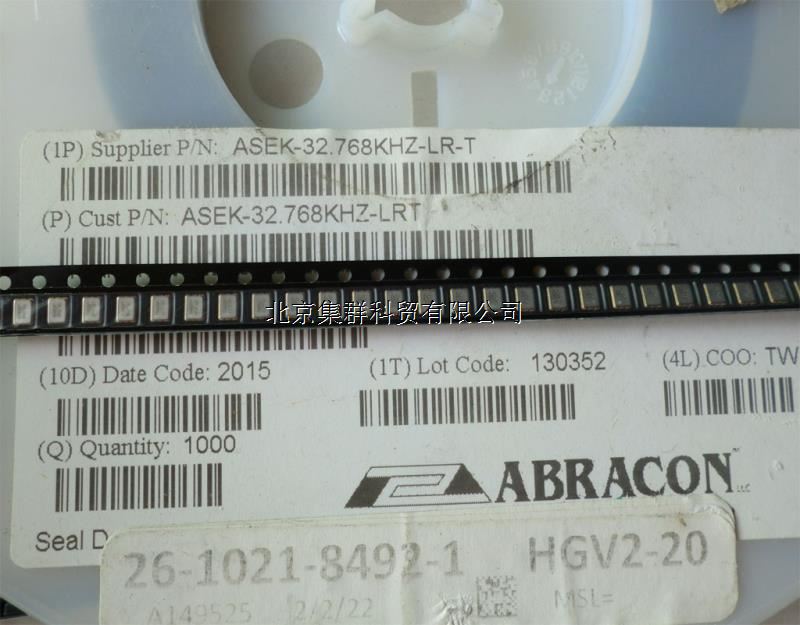 (1P) Supplier P/N: ASEK-32.768KHZ-LR-T
(P) Cust P/N: ASEK-32.768KHZ-LRT
北京集群科贸有限公司
(10D) Date Code: 2015 (1T) Lot Code: 130352 (4L) COO: TW
(Q) Quantity: 1000
ABRACON LLC
Seal D
26-1021-8492-1 HGV2-20
A149525 2/2/22 MSL=